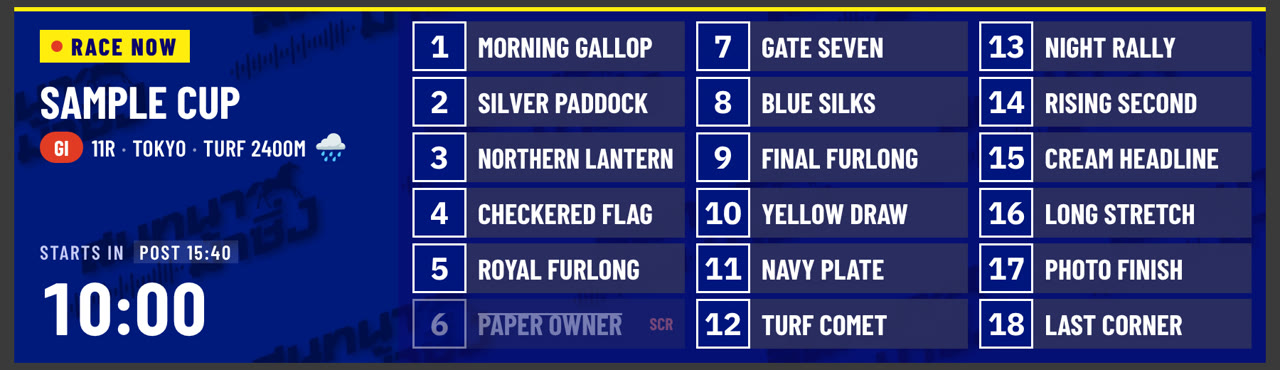 RACE NOW
SAMPLE CUP
GI 11R · TOKYO · TURF 2400M
STARTS IN POST 15:40
10:00
1 MORNING GALLOP
2 SILVER PADDOCK
3 NORTHERN LANTERN
4 CHECKERED FLAG
5 ROYAL FURLONG
6 PAPER OWNER SCR
7 GATE SEVEN
8 BLUE SILKS
9 FINAL FURLONG
10 YELLOW DRAW
11 NAVY PLATE
12 TURF COMET
13 NIGHT RALLY
14 RISING SECOND
15 CREAM HEADLINE
16 LONG STRETCH
17 PHOTO FINISH
18 LAST CORNER